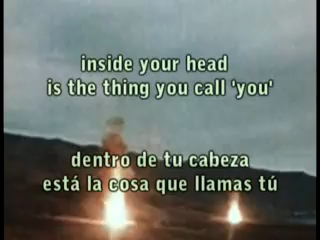 inside your head
is the thing you call 'you'
dentro de tu cabeza
está la cosa que llamas tú